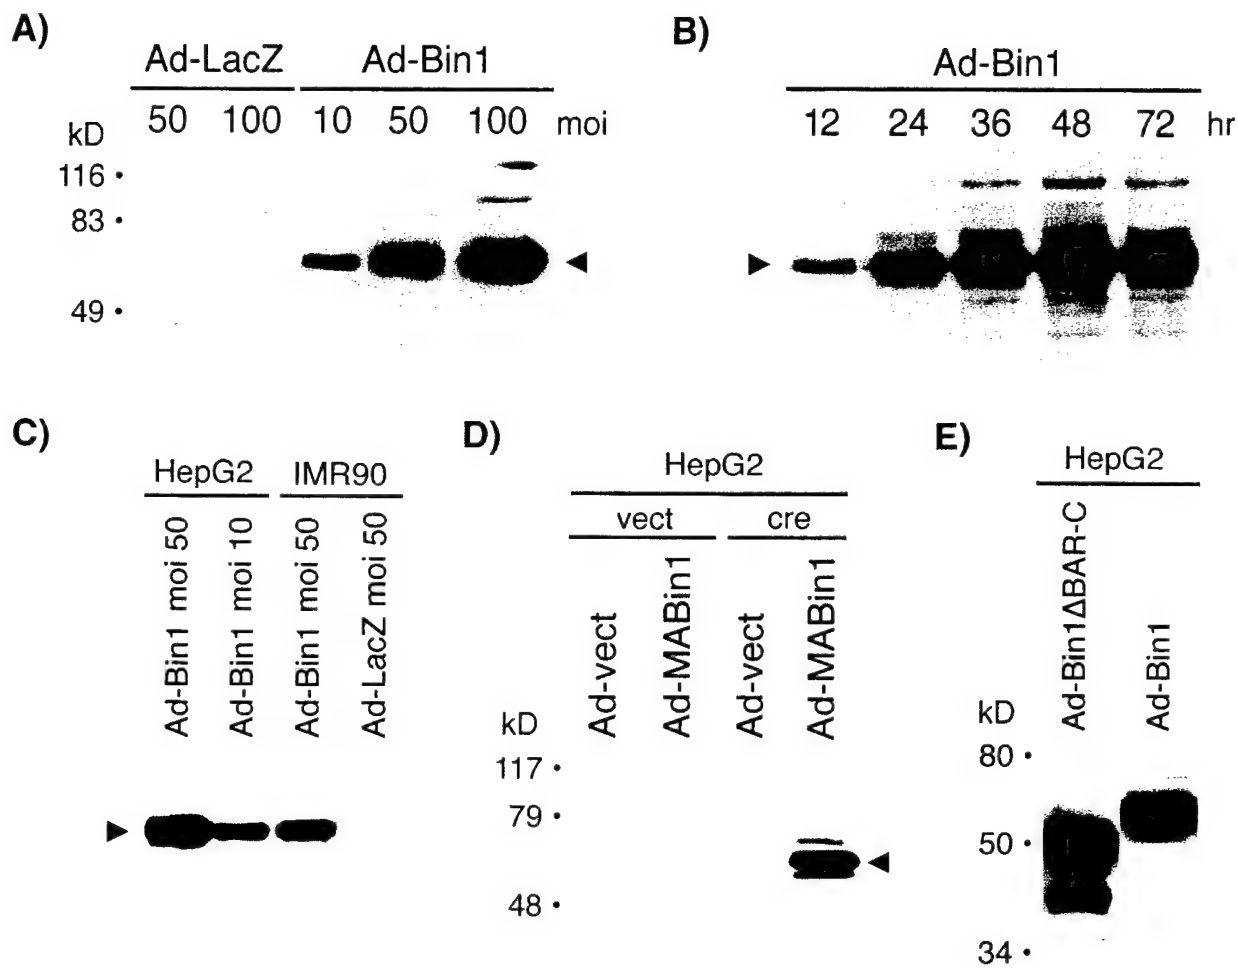 A)
Ad-LacZ Ad-Bin1
50 100 10 50 100 moi
kD
116 •
83 •
49 •
B)
Ad-Bin1
12 24 36 48 72 hr
C)
HepG2 IMR90
Ad-Bin1 moi 50
Ad-Bin1 moi 10
Ad-Bin1 moi 50
Ad-LacZ moi 50
D)
HepG2
vect cre
Ad-vect
Ad-MABin1
Ad-vect
Ad-MABin1
kD
117 •
79 •
48 •
E)
HepG2
Ad-Bin1ΔBAR-C
Ad-Bin1
kD
80 •
50 •
34 •